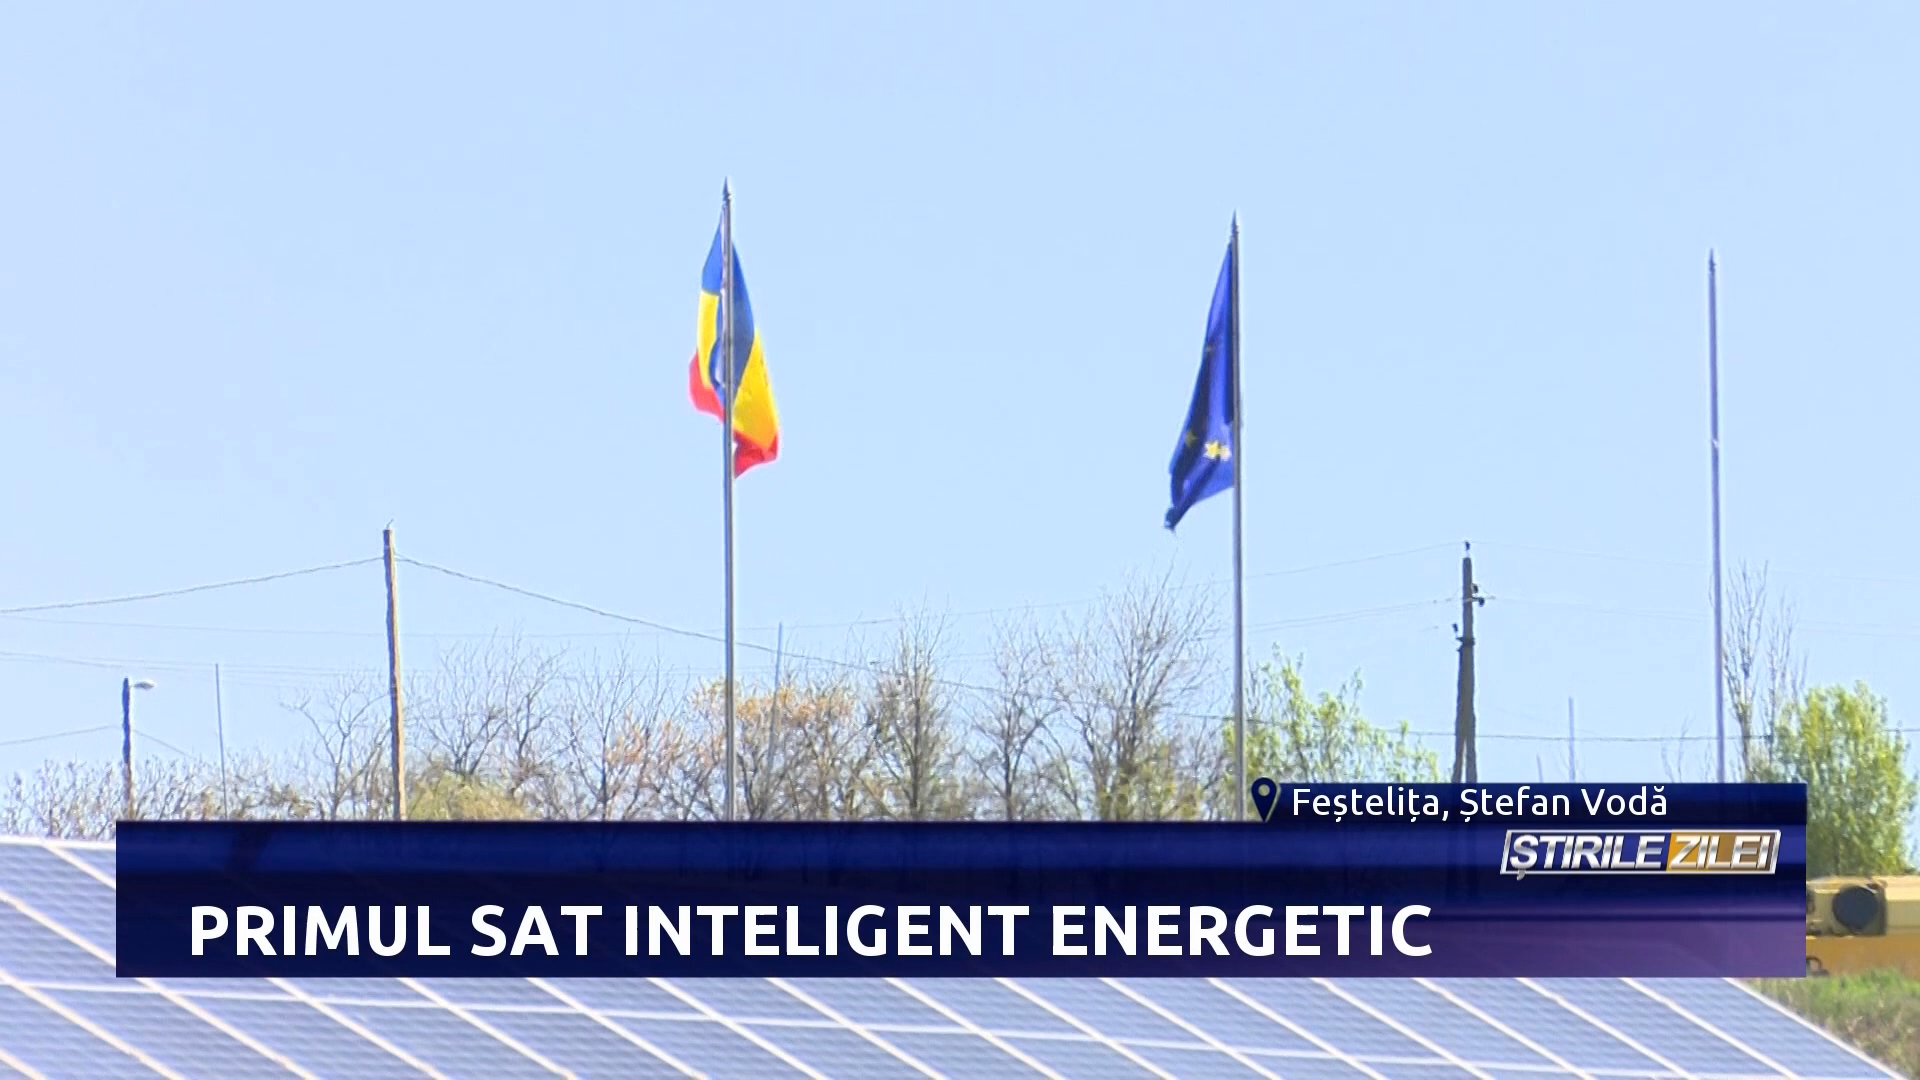 Feștelița, Ștefan Vodă
ȘTIRILE ZILEI
PRIMUL SAT INTELIGENT ENERGETIC